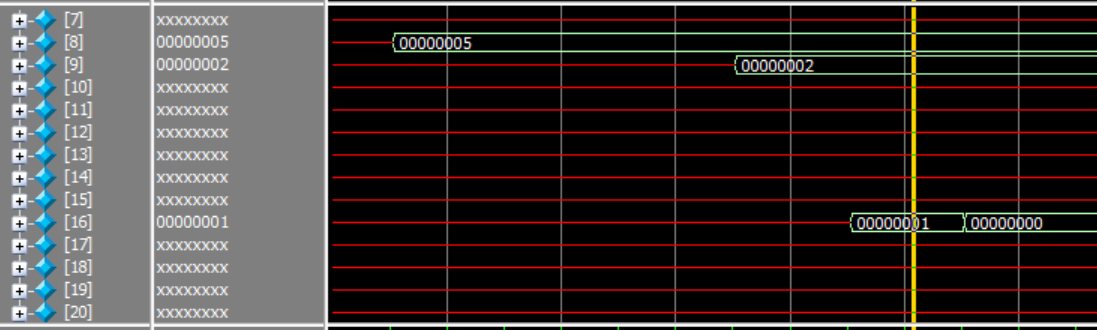 [7] xxxxxxxx
[8] 00000005 00000005
[9] 00000002 00000002
[10] xxxxxxxx
[11] xxxxxxxx
[12] xxxxxxxx
[13] xxxxxxxx
[14] xxxxxxxx
[15] xxxxxxxx
[16] 00000001 00000001 00000000
[17] xxxxxxxx
[18] xxxxxxxx
[19] xxxxxxxx
[20] xxxxxxxx